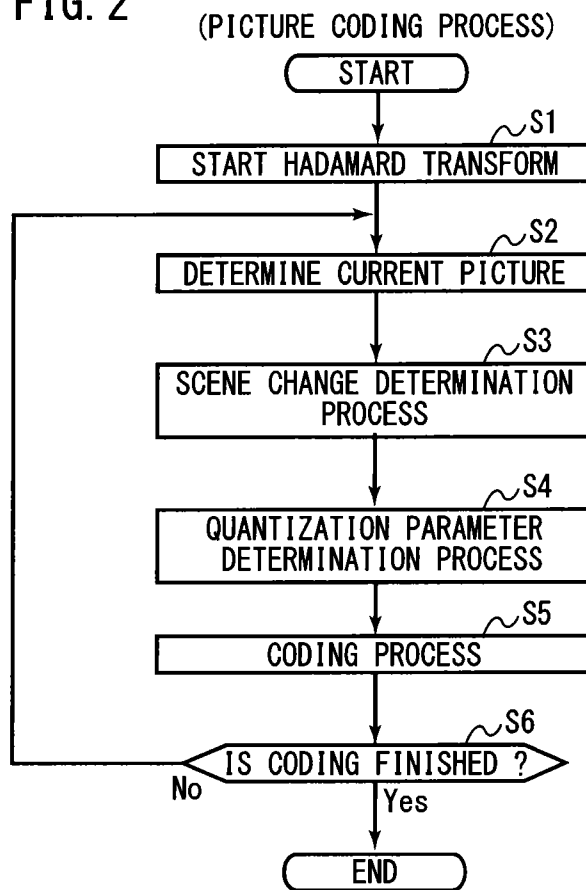 FIG. 2
(PICTURE CODING PROCESS)
START
S1
START HADAMARD TRANSFORM
S2
DETERMINE CURRENT PICTURE
S3
SCENE CHANGE DETERMINATION
PROCESS
S4
QUANTIZATION PARAMETER
DETERMINATION PROCESS
S5
CODING PROCESS
S6
IS CODING FINISHED ?
No
Yes
END